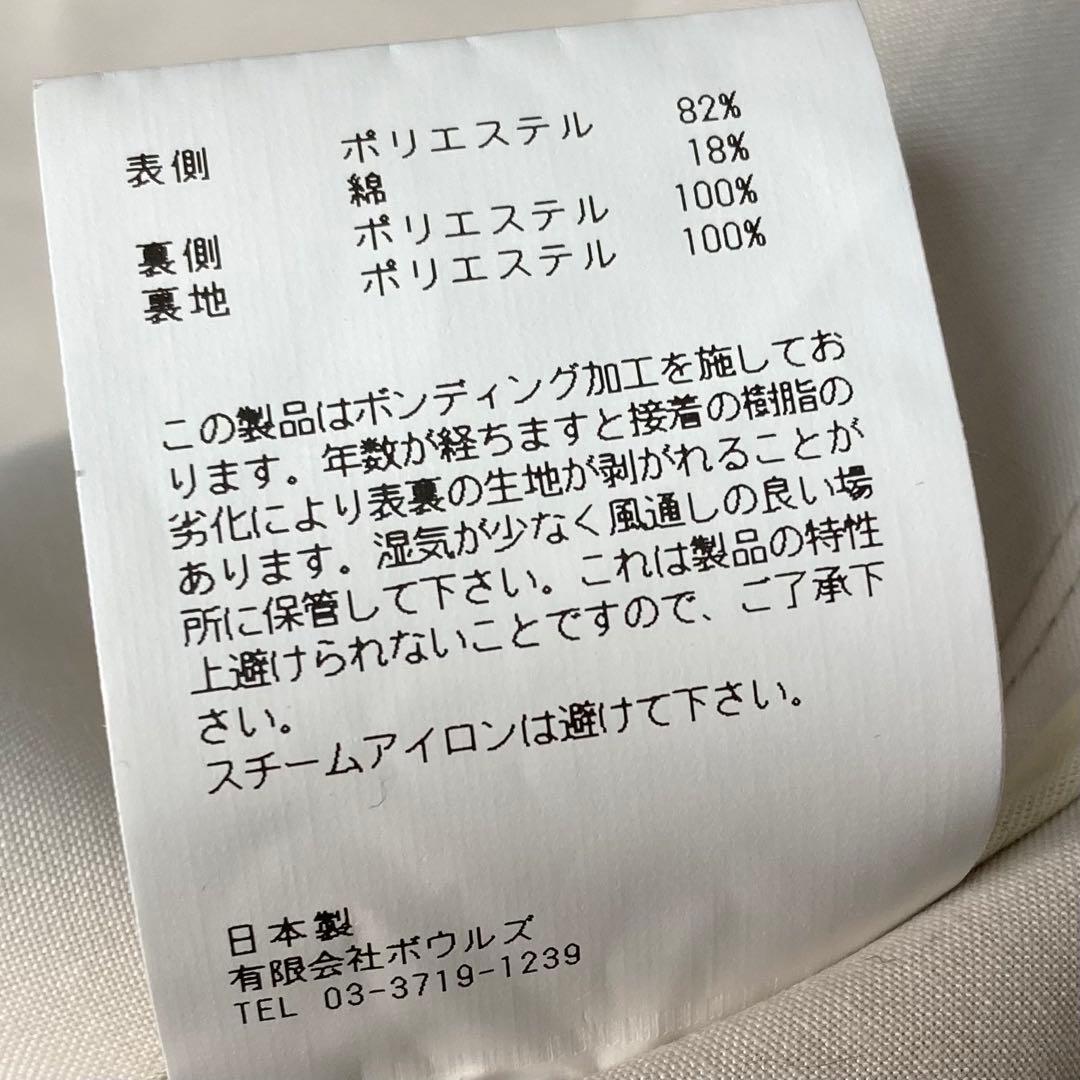 表側 ポリエステル 82%
綿 18%
裏側 ポリエステル 100%
裏地 ポリエステル 100%
この製品はボンディング加工を施してお
ります。年数が経ちますと接着の樹脂の
劣化により表裏の生地が剥がれることが
あります。湿気が少なく風通しの良い場
所に保管して下さい。これは製品の特性
上避けられないことですので、ご了承下
さい。
スチームアイロンは避けて下さい。
日本製
有限会社ボウルズ
TEL 03-3719-1239